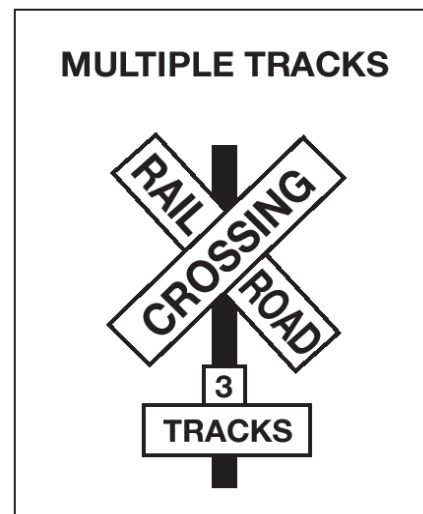 MULTIPLE TRACKS
RAIL
CROSSING
ROAD
3
TRACKS